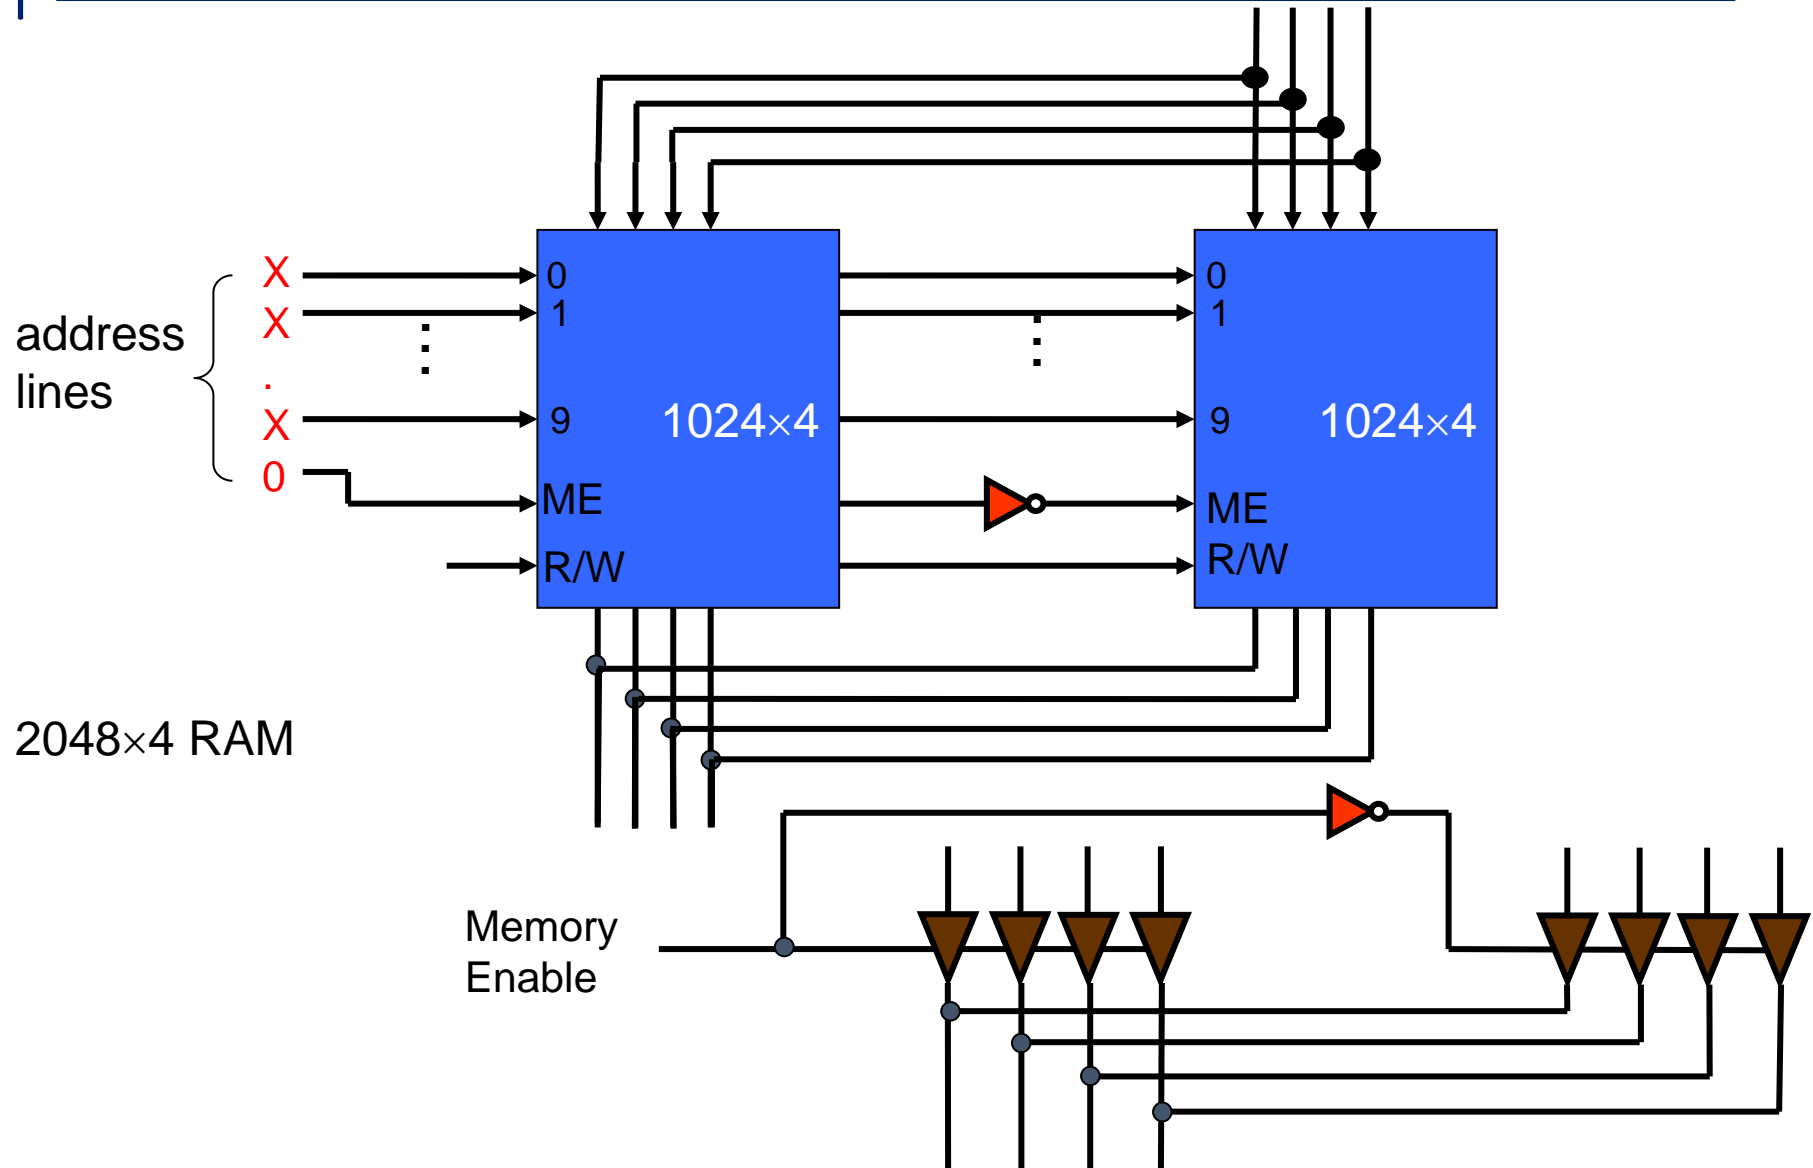 address
lines
X
X
.
X
0
0
1
9
ME
R/W
1024×4
0
1
9
ME
R/W
1024×4
2048×4 RAM
Memory
Enable